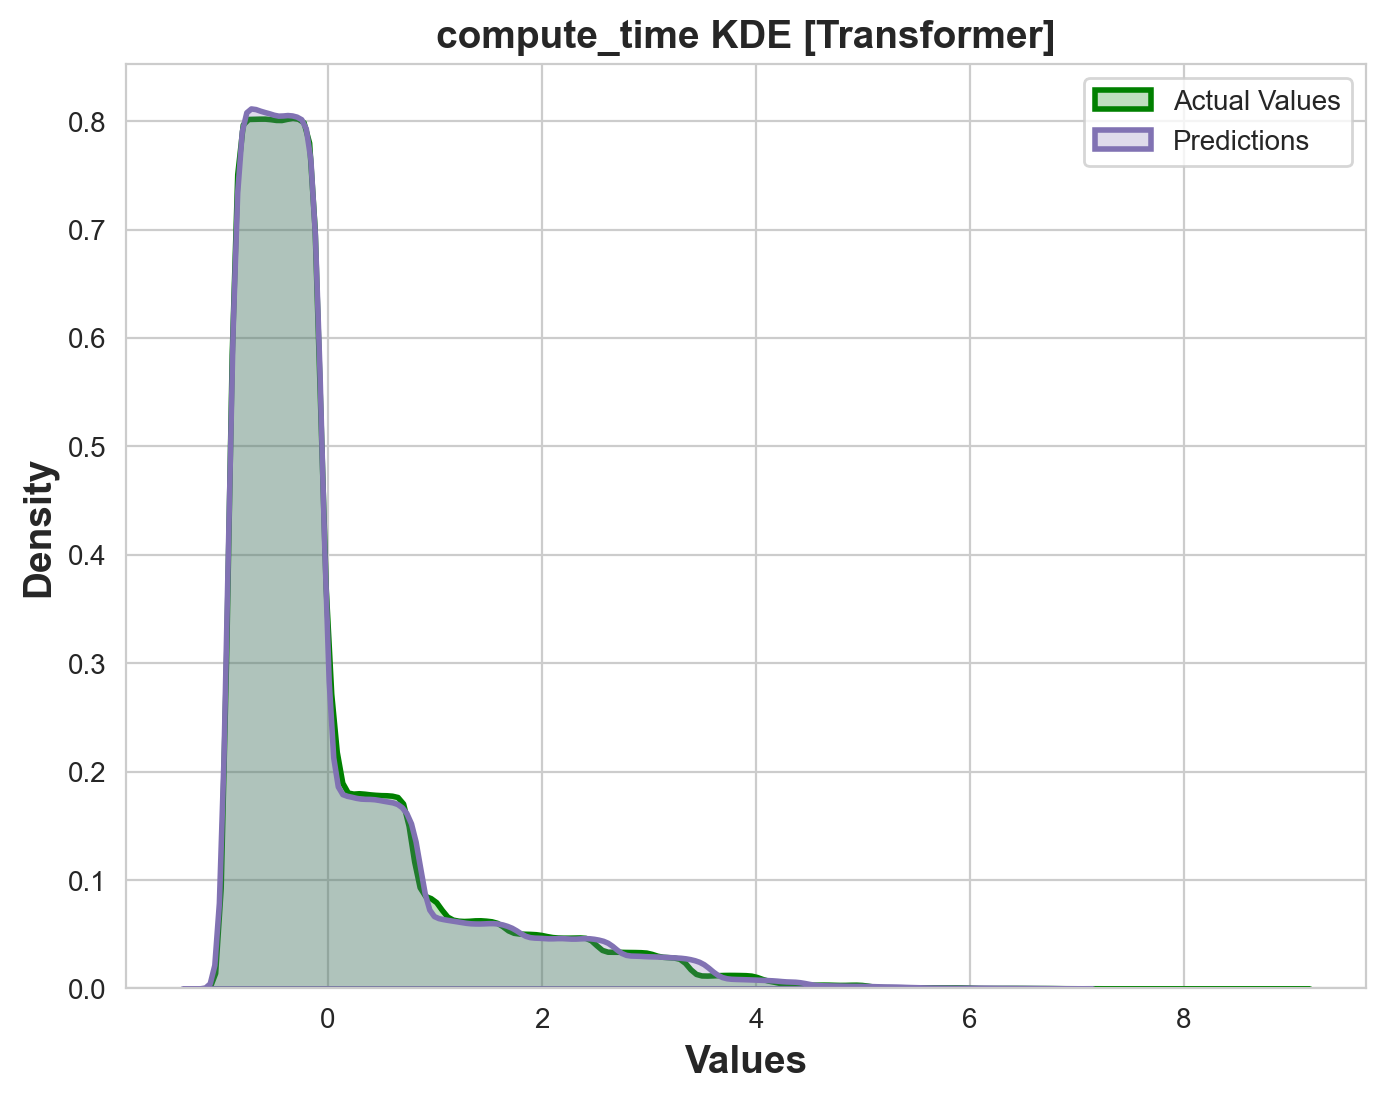 compute_time KDE [Transformer]
Actual Values
Predictions
0.8
0.7
0.6
0.5
0.4
0.3
0.2
0.1
0.0
Density
0 2 4 6 8
Values